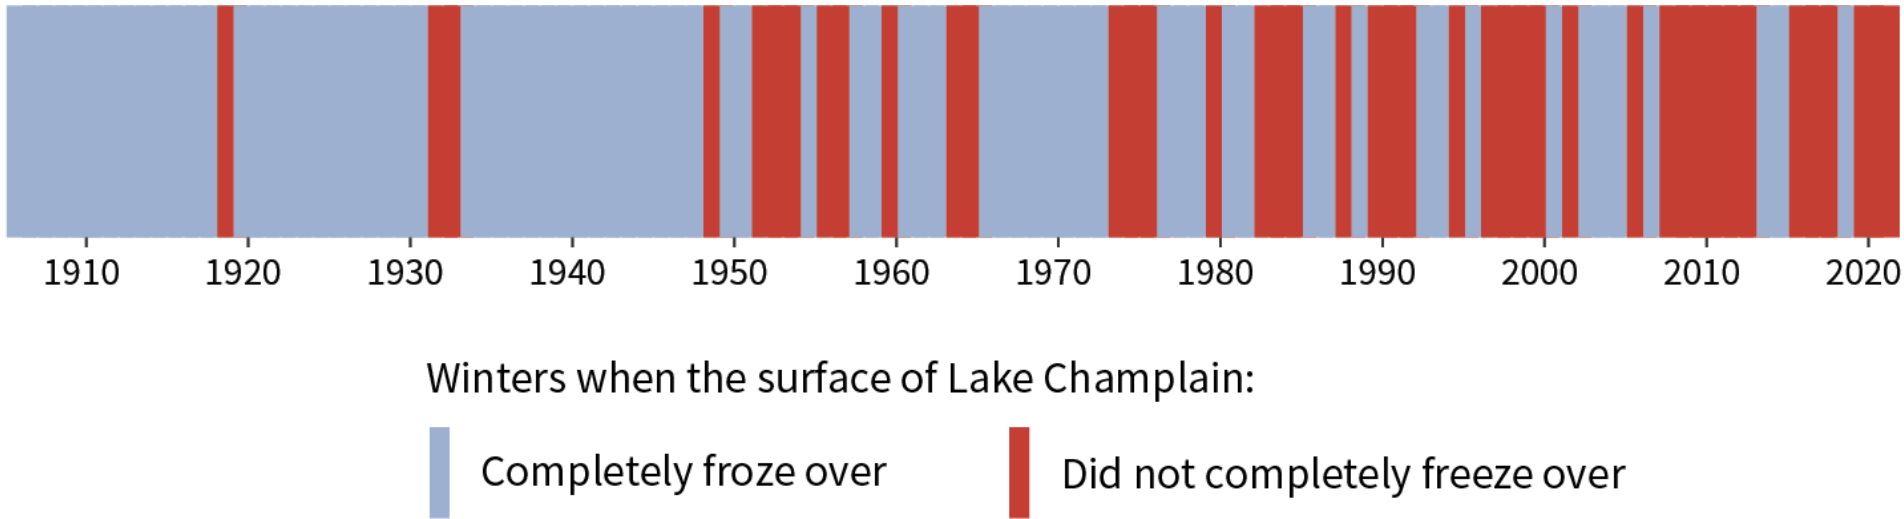 1910 1920 1930 1940 1950 1960 1970 1980 1990 2000 2010 2020
Winters when the surface of Lake Champlain:
Completely froze over Did not completely freeze over